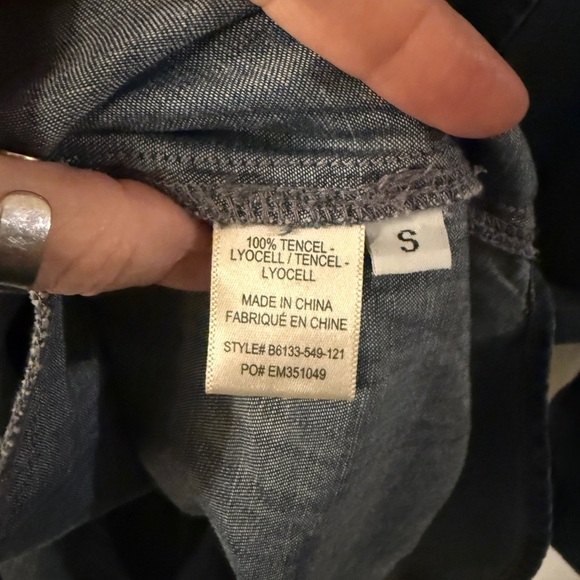 100% TENCEL -
LYOCELL / TENCEL -
LYOCELL
MADE IN CHINA
FABRIQUÉ EN CHINE
STYLE# B6133-549-121
PO# EM351049
S